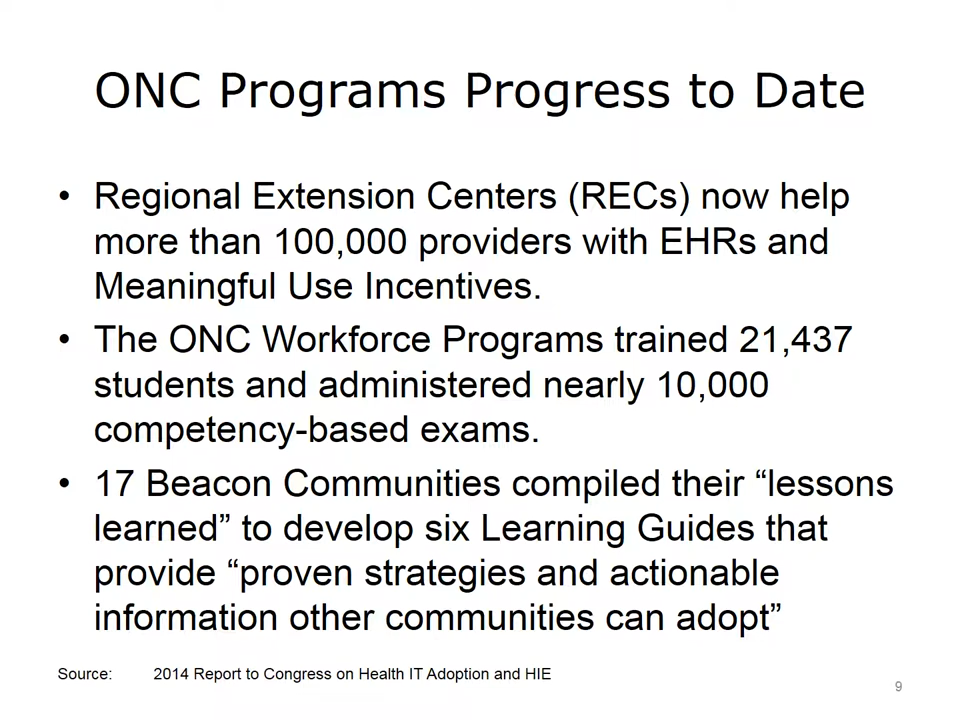 ONC Programs Progress to Date
• Regional Extension Centers (RECs) now help
more than 100,000 providers with EHRs and
Meaningful Use Incentives.
• The ONC Workforce Programs trained 21,437
students and administered nearly 10,000
competency-based exams.
• 17 Beacon Communities compiled their “lessons
learned” to develop six Learning Guides that
provide “proven strategies and actionable
information other communities can adopt”
Source: 2014 Report to Congress on Health IT Adoption and HIE
9